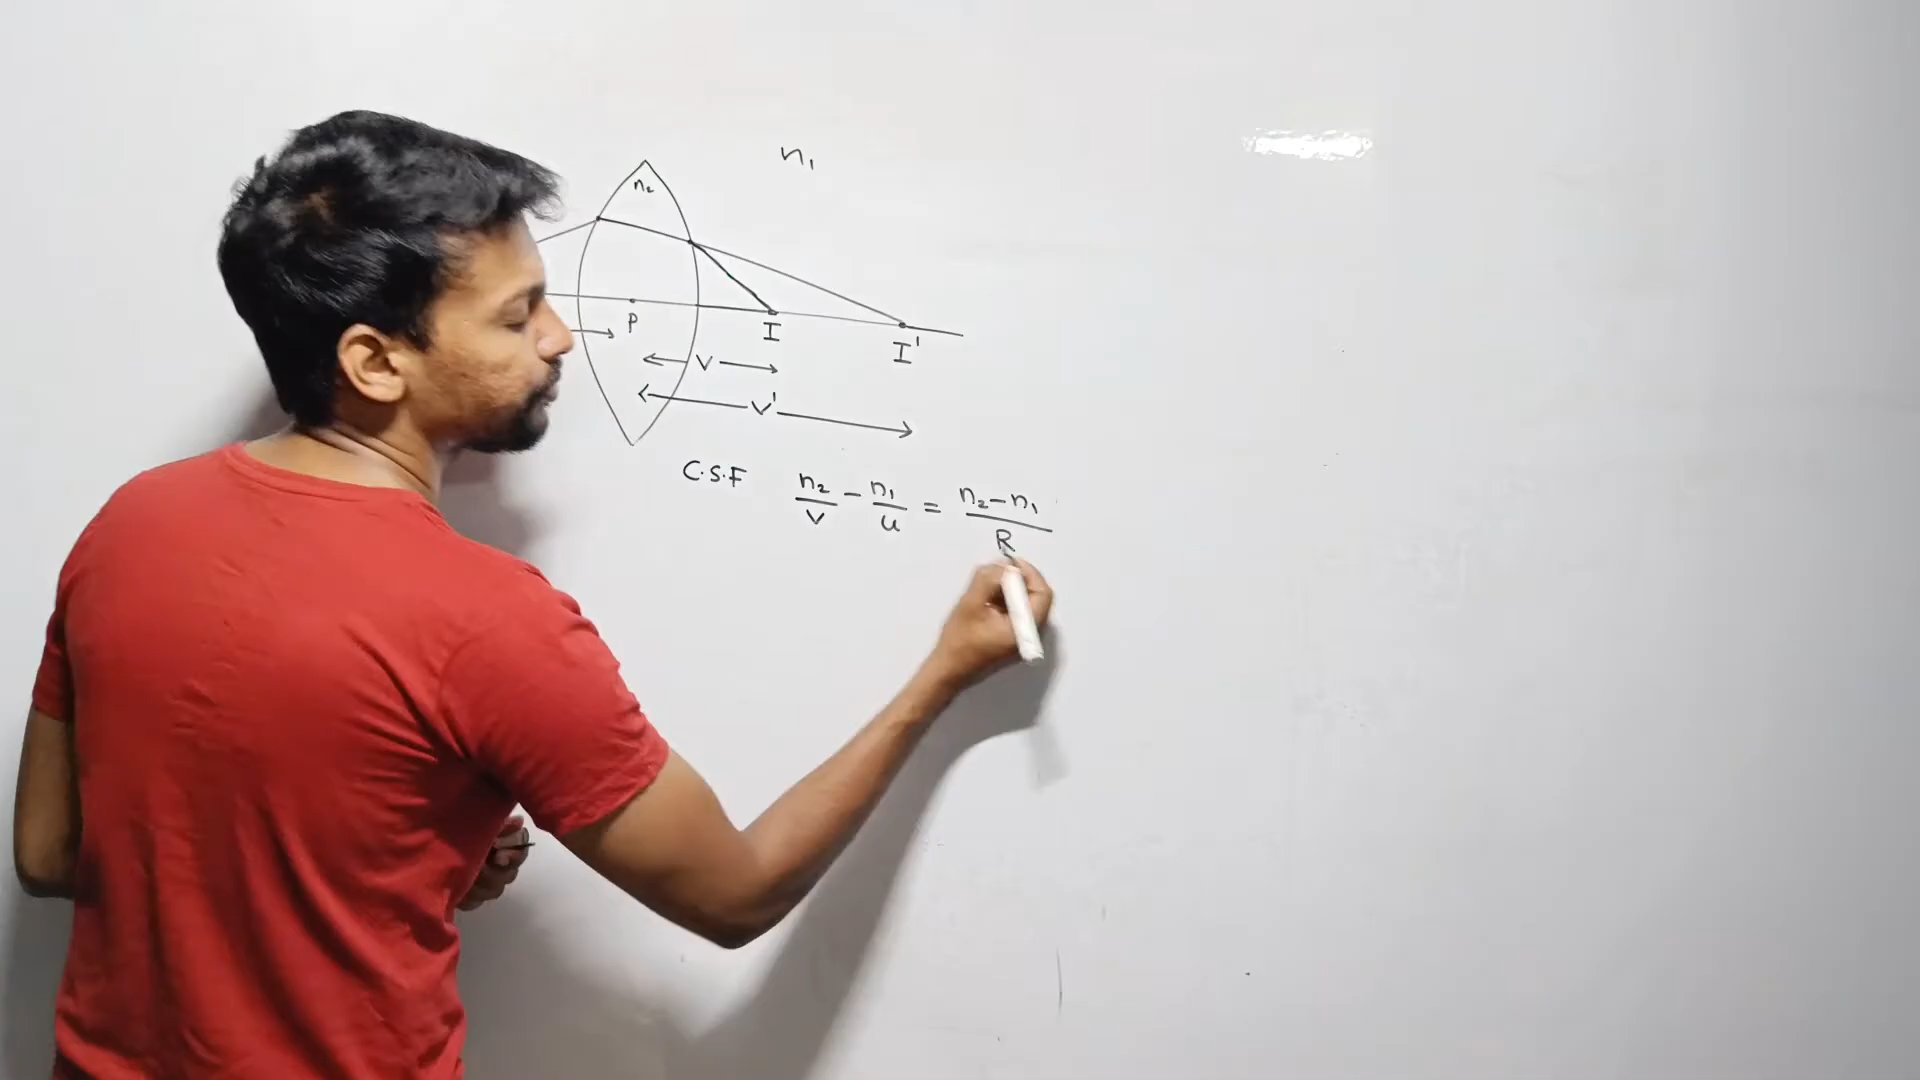 n₁
n₂
P
I
I'
V
V'
C.S.F n₂/v - n₁/u = n₂-n₁/R